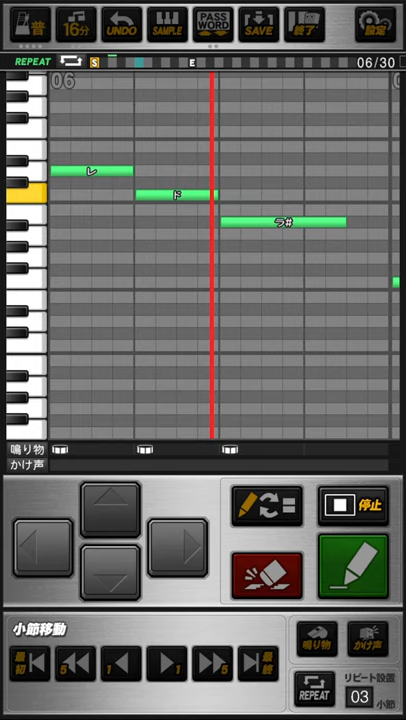 普 16分 UNDO SAMPLE PASS WORD SAVE 終了 設定
REPEAT S E 06/30
06
レ
ド
ラ#
鳴り物
かけ声
停止
小節移動
最初 5 1 1 5 最終
鳴り物 かけ声
REPEAT リピート設置
03 小節